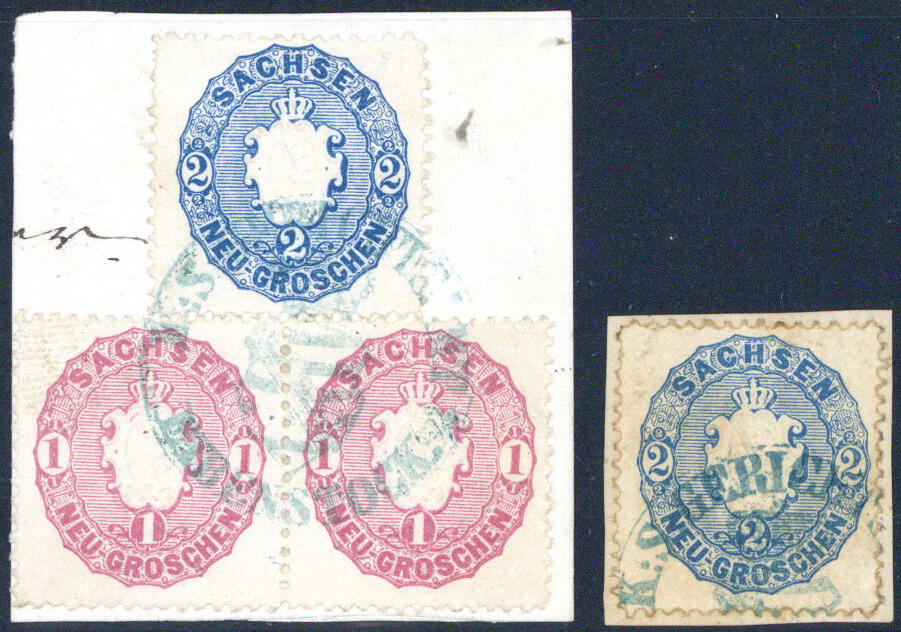 SACHSEN
2 2
2
NEU-GROSCHEN
SACHSEN
1 1
1
NEU-GROSCHEN
SACHSEN
1 1
1
NEU-GROSCHEN
SACHSEN
2 2
2
NEU-GROSCHEN
K.S.